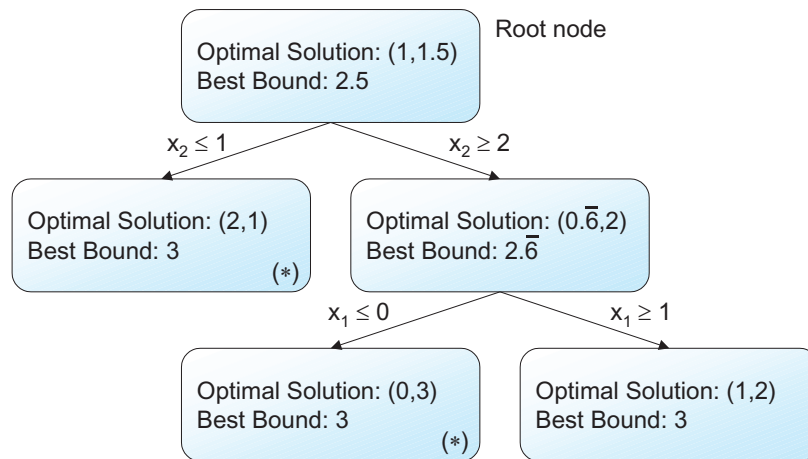 Root node
Optimal Solution: (1,1.5)
Best Bound: 2.5
x₂ ≤ 1
x₂ ≥ 2
Optimal Solution: (2,1)
Best Bound: 3
(*)
Optimal Solution: (0.6̅,2)
Best Bound: 2.6̅
x₁ ≤ 0
x₁ ≥ 1
Optimal Solution: (0,3)
Best Bound: 3
(*)
Optimal Solution: (1,2)
Best Bound: 3